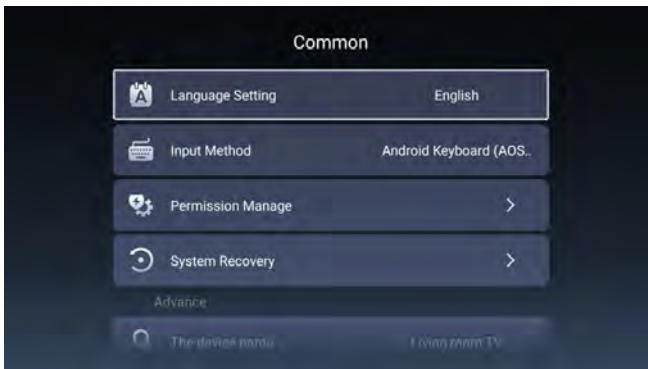 Common
Language Setting English
Input Method Android Keyboard (AOS..
Permission Manage
System Recovery
Advance
The device name Living room TV